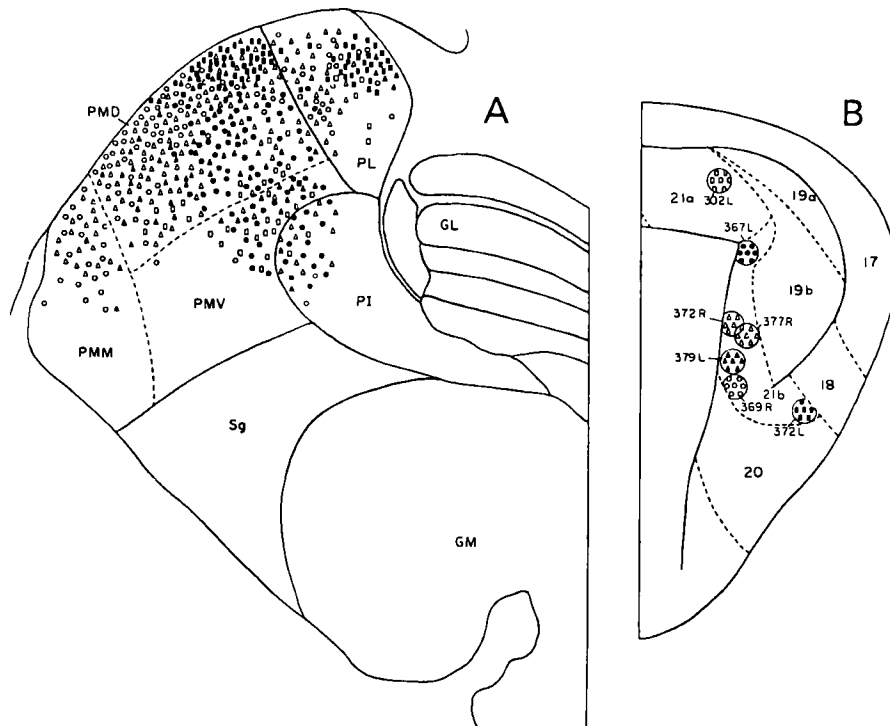 A
B
PMD
PL
GL
PI
PMV
PMM
Sg
GM
21a
302L
19a
367L
17
19b
372R
377R
379L
18
21b
369R
372L
20